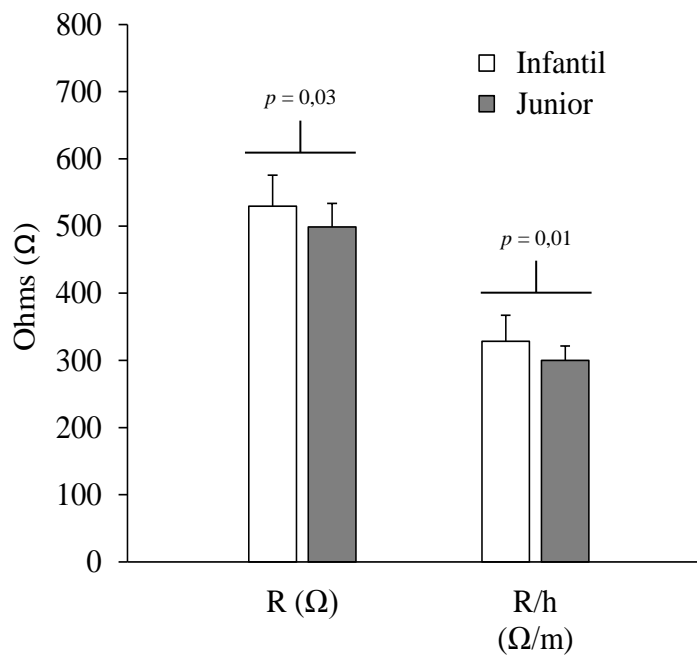 800
700
600
500
400
300
200
100
0
Ohms (Ω)
Infantil
Junior
p = 0,03
p = 0,01
R (Ω)
R/h
(Ω/m)